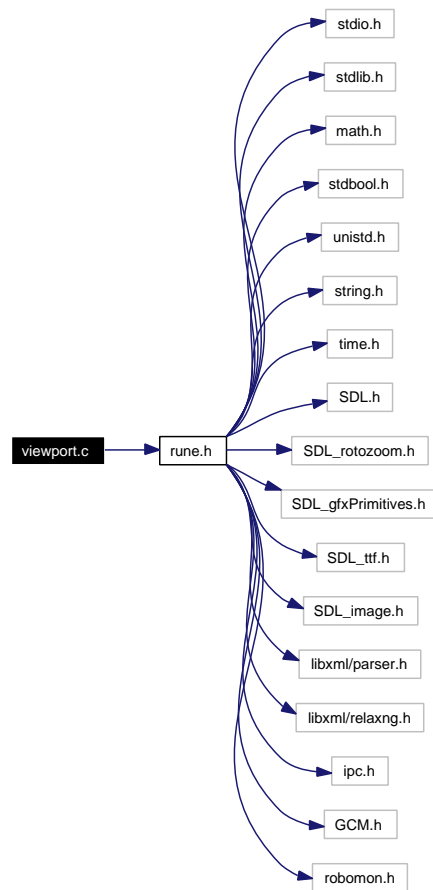 stdio.h
stdlib.h
math.h
stdbool.h
unistd.h
string.h
time.h
SDL.h
viewport.c
rune.h
SDL_rotozoom.h
SDL_gfxPrimitives.h
SDL_ttf.h
SDL_image.h
libxml/parser.h
libxml/relaxng.h
ipc.h
GCM.h
robomon.h